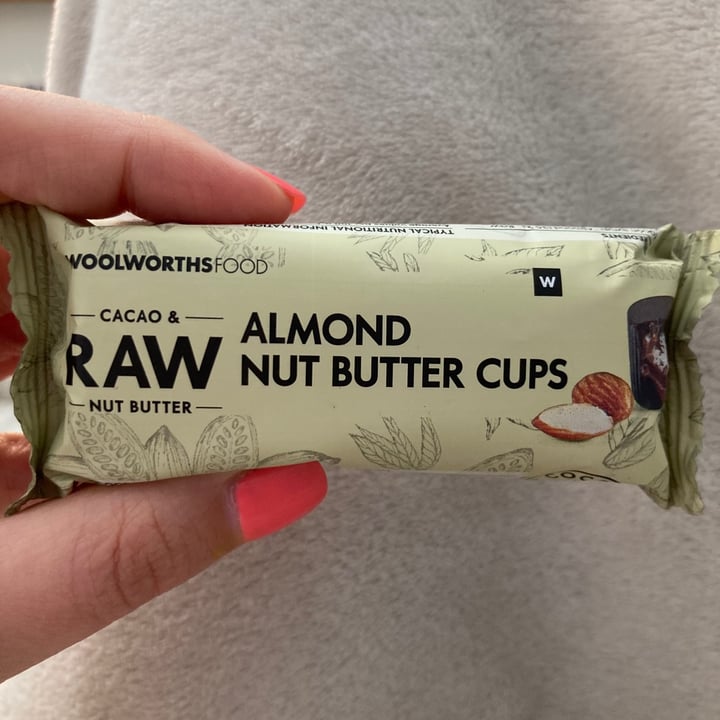 TYPICAL NUTRITIONAL INFORMATION
WOOLWORTHSFOOD
W
CACAO &
RAW
NUT BUTTER
ALMOND
NUT BUTTER CUPS